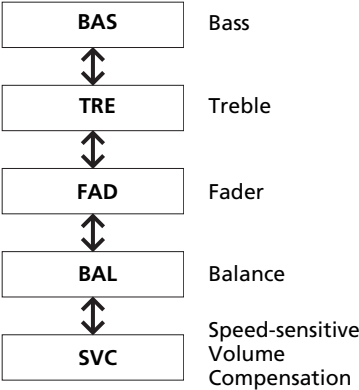 BAS Bass
TRE Treble
FAD Fader
BAL Balance
Speed-sensitive
SVC Volume
Compensation